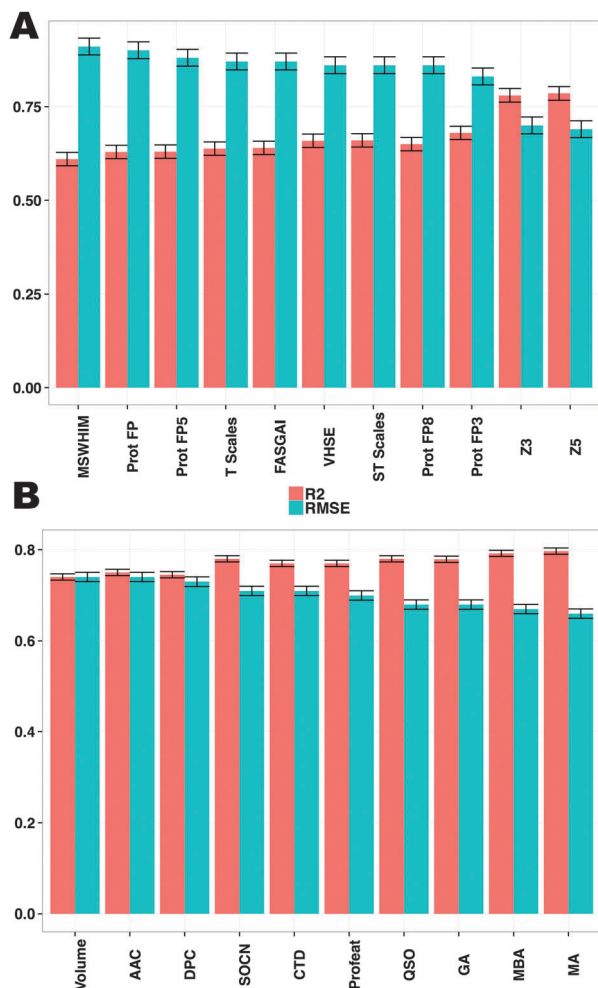 A
0.75
0.50
0.25
0.00
MSWHIM
Prot FP
Prot FP5
T Scales
FASGAI
VHSE
ST Scales
Prot FP8
Prot FP3
Z3
Z5
R2
RMSE
B
0.8
0.6
0.4
0.2
0.0
Volume
AAC
DPC
SOCN
CTD
Profeat
QSO
GA
MBA
MA